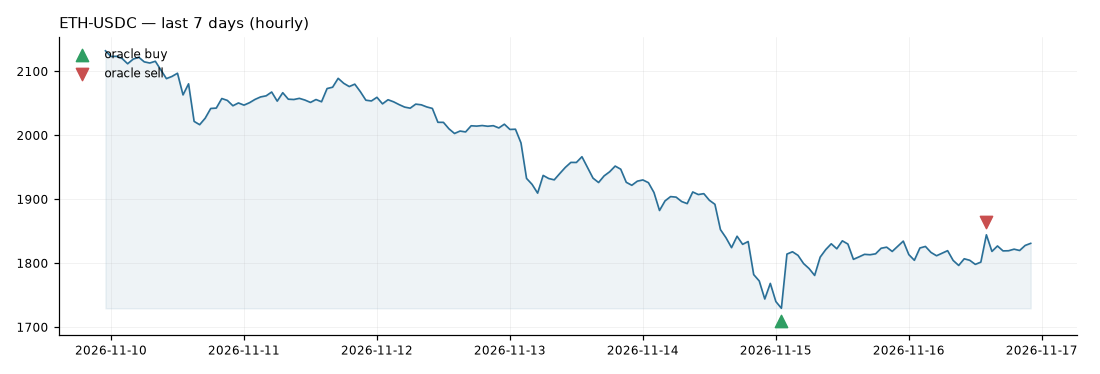 ETH-USDC — last 7 days (hourly)
oracle buy
oracle sell
2100
2000
1900
1800
1700
2026-11-10 2026-11-11 2026-11-12 2026-11-13 2026-11-14 2026-11-15 2026-11-16 2026-11-17